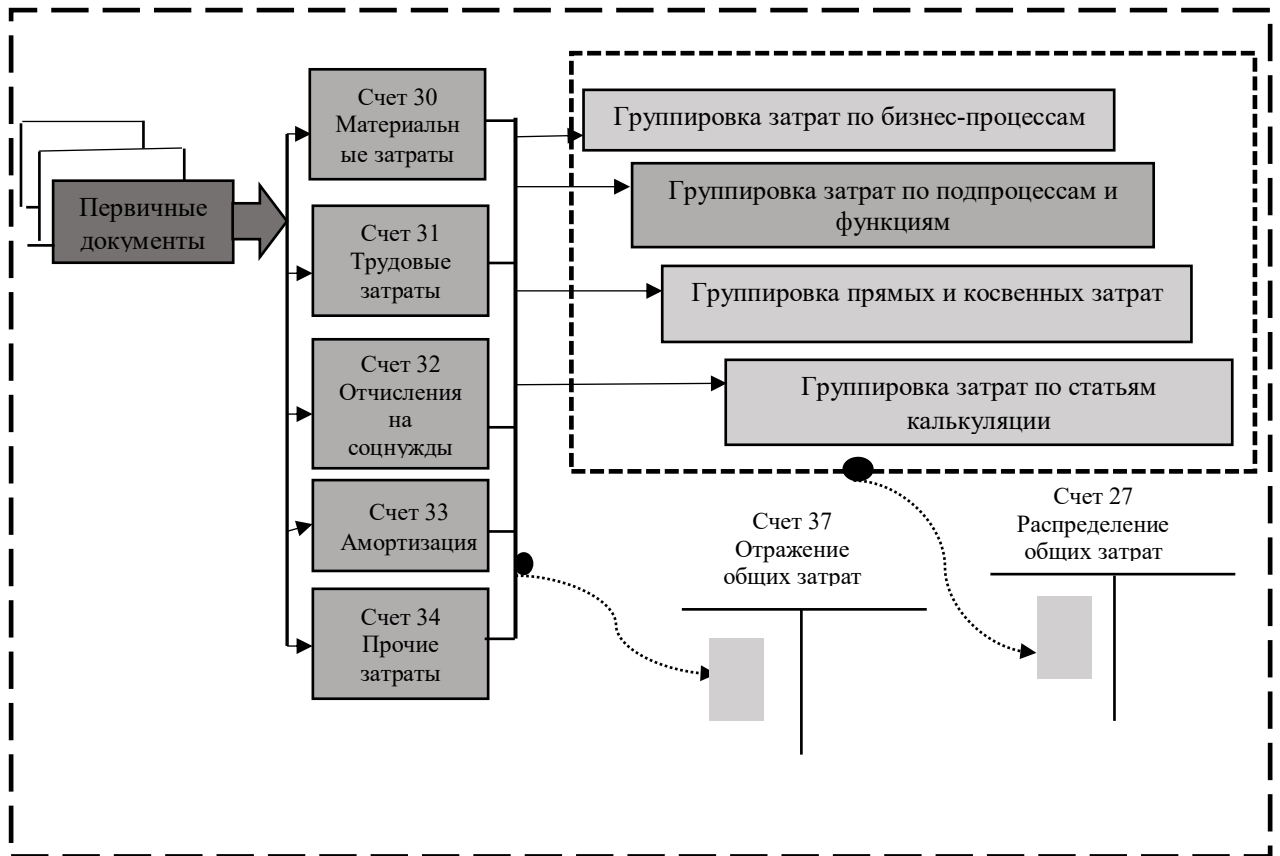 Первичные
документы
Счет 30
Материальн
ые затраты
Счет 31
Трудовые
затраты
Счет 32
Отчисления
на
соцнужды
Счет 33
Амортизация
Счет 34
Прочие
затраты
Группировка затрат по бизнес-процессам
Группировка затрат по подпроцессам и
функциям
Группировка прямых и косвенных затрат
Группировка затрат по статьям
калькуляции
Счет 37
Отражение
общих затрат
Счет 27
Распределение
общих затрат